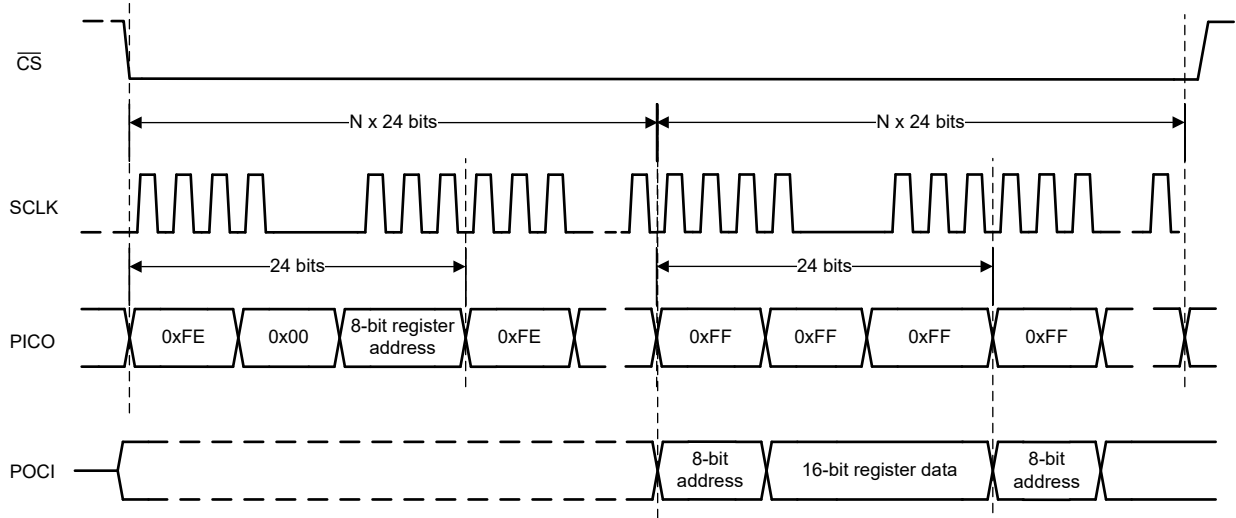 CS
N x 24 bits N x 24 bits
SCLK
24 bits 24 bits
PICO 0xFE 0x00 8-bit register 0xFE 0xFF 0xFF 0xFF 0xFF
address
POCI 8-bit 16-bit register data 8-bit
address address